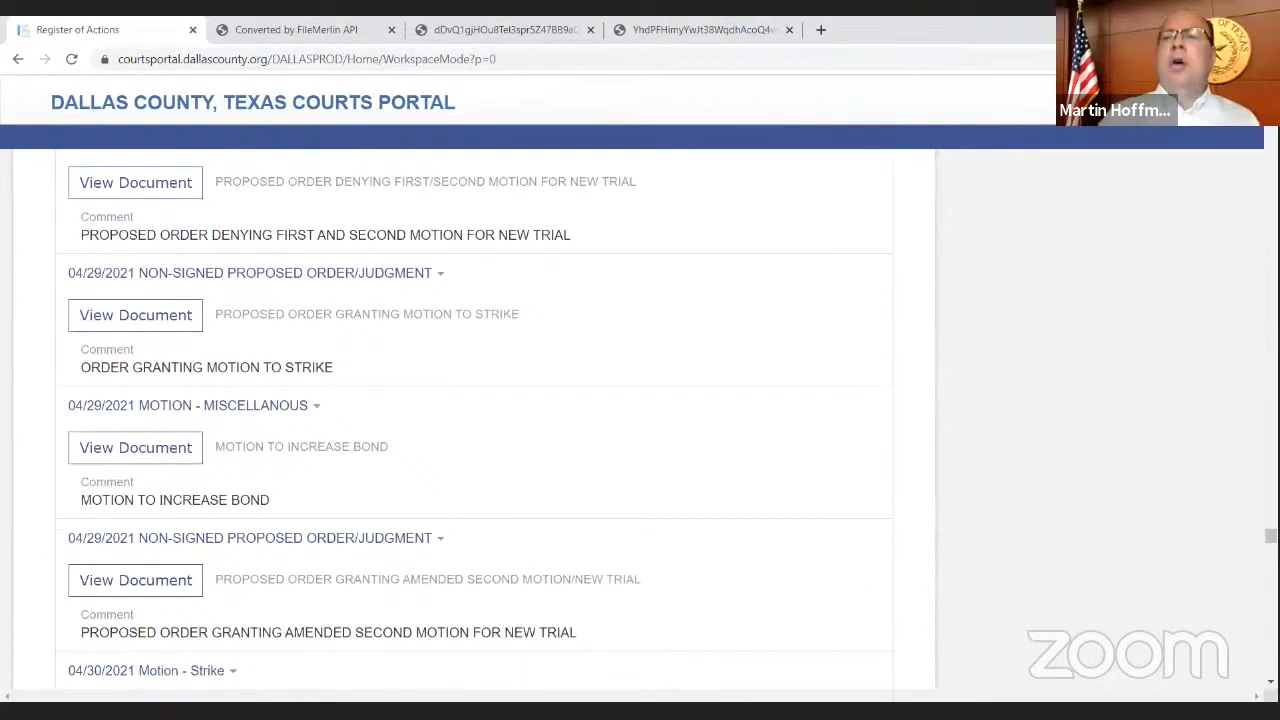 Register of Actions
Converted by FileMerlin API
courtsportal.dallascounty.org/DALLASPROD/Home/WorkspaceMode?p=0
Martin Hoffm...
DALLAS COUNTY, TEXAS COURTS PORTAL
View Document PROPOSED ORDER DENYING FIRST/SECOND MOTION FOR NEW TRIAL
Comment
PROPOSED ORDER DENYING FIRST AND SECOND MOTION FOR NEW TRIAL
04/29/2021 NON-SIGNED PROPOSED ORDER/JUDGMENT
View Document PROPOSED ORDER GRANTING MOTION TO STRIKE
Comment
ORDER GRANTING MOTION TO STRIKE
04/29/2021 MOTION - MISCELLANOUS
View Document MOTION TO INCREASE BOND
Comment
MOTION TO INCREASE BOND
04/29/2021 NON-SIGNED PROPOSED ORDER/JUDGMENT
View Document PROPOSED ORDER GRANTING AMENDED SECOND MOTION/NEW TRIAL
Comment
PROPOSED ORDER GRANTING AMENDED SECOND MOTION FOR NEW TRIAL
04/30/2021 Motion - Strike
zoom